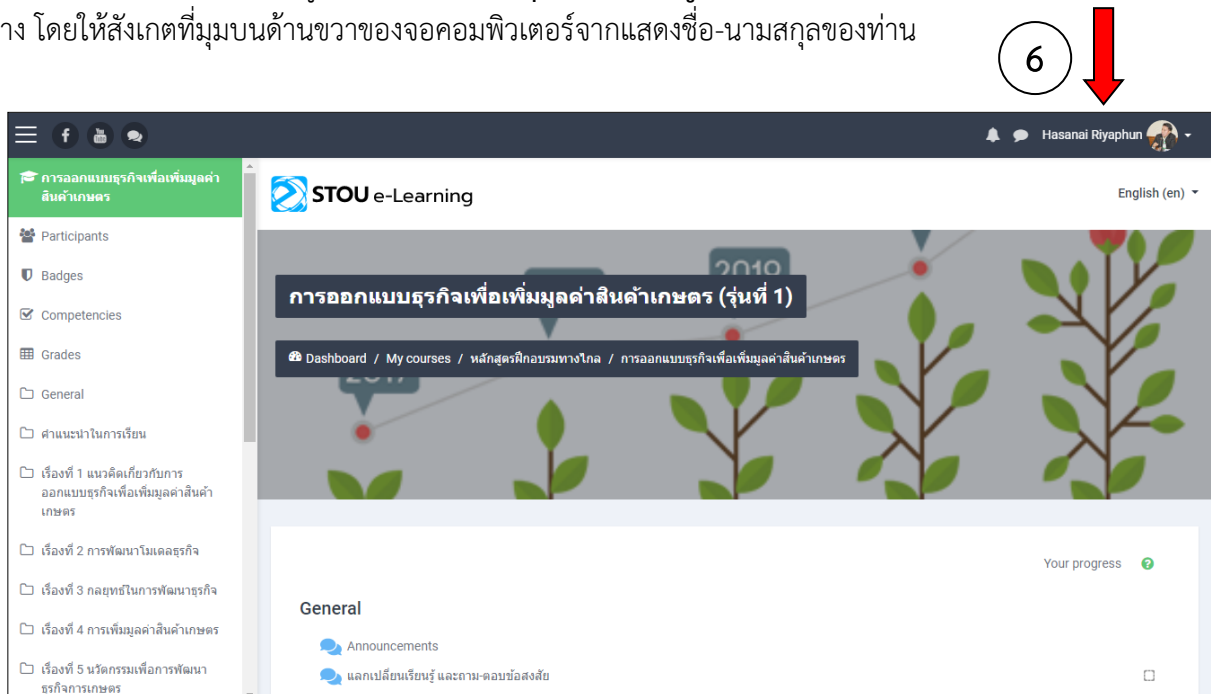 าง โดยให้สังเกตที่มุมบนด้านขวาของจอคอมพิวเตอร์จากแสดงชื่อ-นามสกุลของท่าน
6
Hasanai Riyaphun
การออกแบบธุรกิจเพื่อเพิ่มมูลค่า
สินค้าเกษตร
Participants
Badges
Competencies
Grades
General
คำแนะนำในการเรียน
เรื่องที่ 1 แนวคิดเกี่ยวกับการ
ออกแบบธุรกิจเพื่อเพิ่มมูลค่าสินค้า
เกษตร
เรื่องที่ 2 การพัฒนาโมเดลธุรกิจ
เรื่องที่ 3 กลยุทธ์ในการพัฒนาธุรกิจ
เรื่องที่ 4 การเพิ่มมูลค่าสินค้าเกษตร
เรื่องที่ 5 นวัตกรรมเพื่อการพัฒนา
ธุรกิจการเกษตร
STOU e-Learning
English (en)
2019
การออกแบบธุรกิจเพื่อเพิ่มมูลค่าสินค้าเกษตร (รุ่นที่ 1)
Dashboard / My courses / หลักสูตรฝึกอบรมทางไกล / การออกแบบธุรกิจเพื่อเพิ่มมูลค่าสินค้าเกษตร
2017
Your progress
General
Announcements
แลกเปลี่ยนเรียนรู้ และถาม-ตอบข้อสงสัย